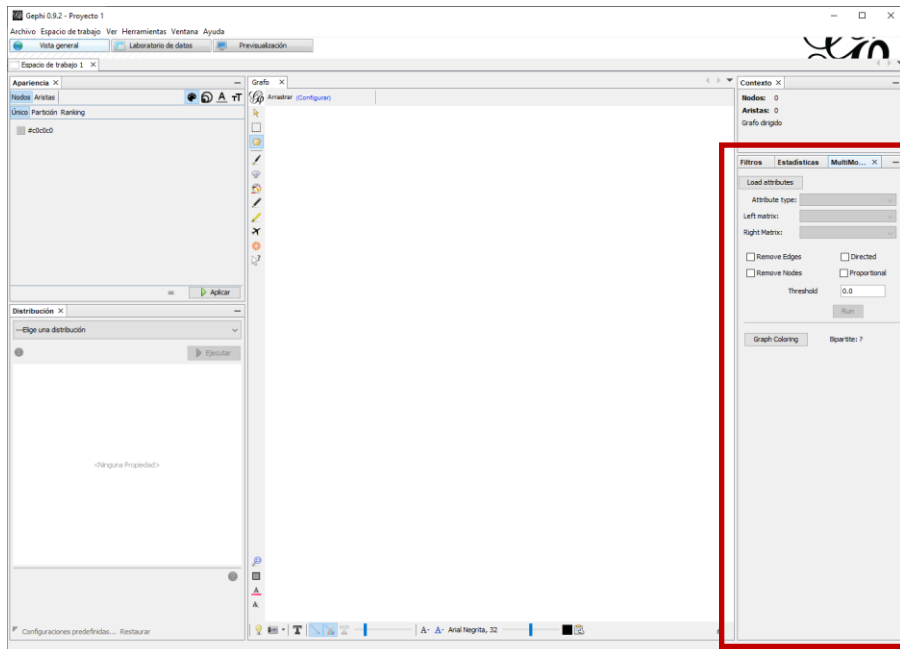 Gephi 0.9.2 - Proyecto 1
Archivo Espacio de trabajo Ver Herramientas Ventana Ayuda
Vista general Laboratorio de datos Previsualización
Espacio de trabajo 1
Apariencia
Nodos Aristas
Único Partición Ranking
#c0c0c0
Aplicar
Distribución
---Elige una distribución
Ejecutar
<Ninguna Propiedad>
Configuraciones predefinidas... Restaurar
Grafo
Arrastrar (Configurar)
A- A- Arial Negrita, 32
Contexto
Nodos: 0
Aristas: 0
Grafo dirigido
Filtros Estadísticas MultiMo...
Load attributes
Attribute type:
Left matrix:
Right Matrix:
Remove Edges Directed
Remove Nodes Proportional
Threshold 0.0
Run
Graph Coloring Bipartite: ?